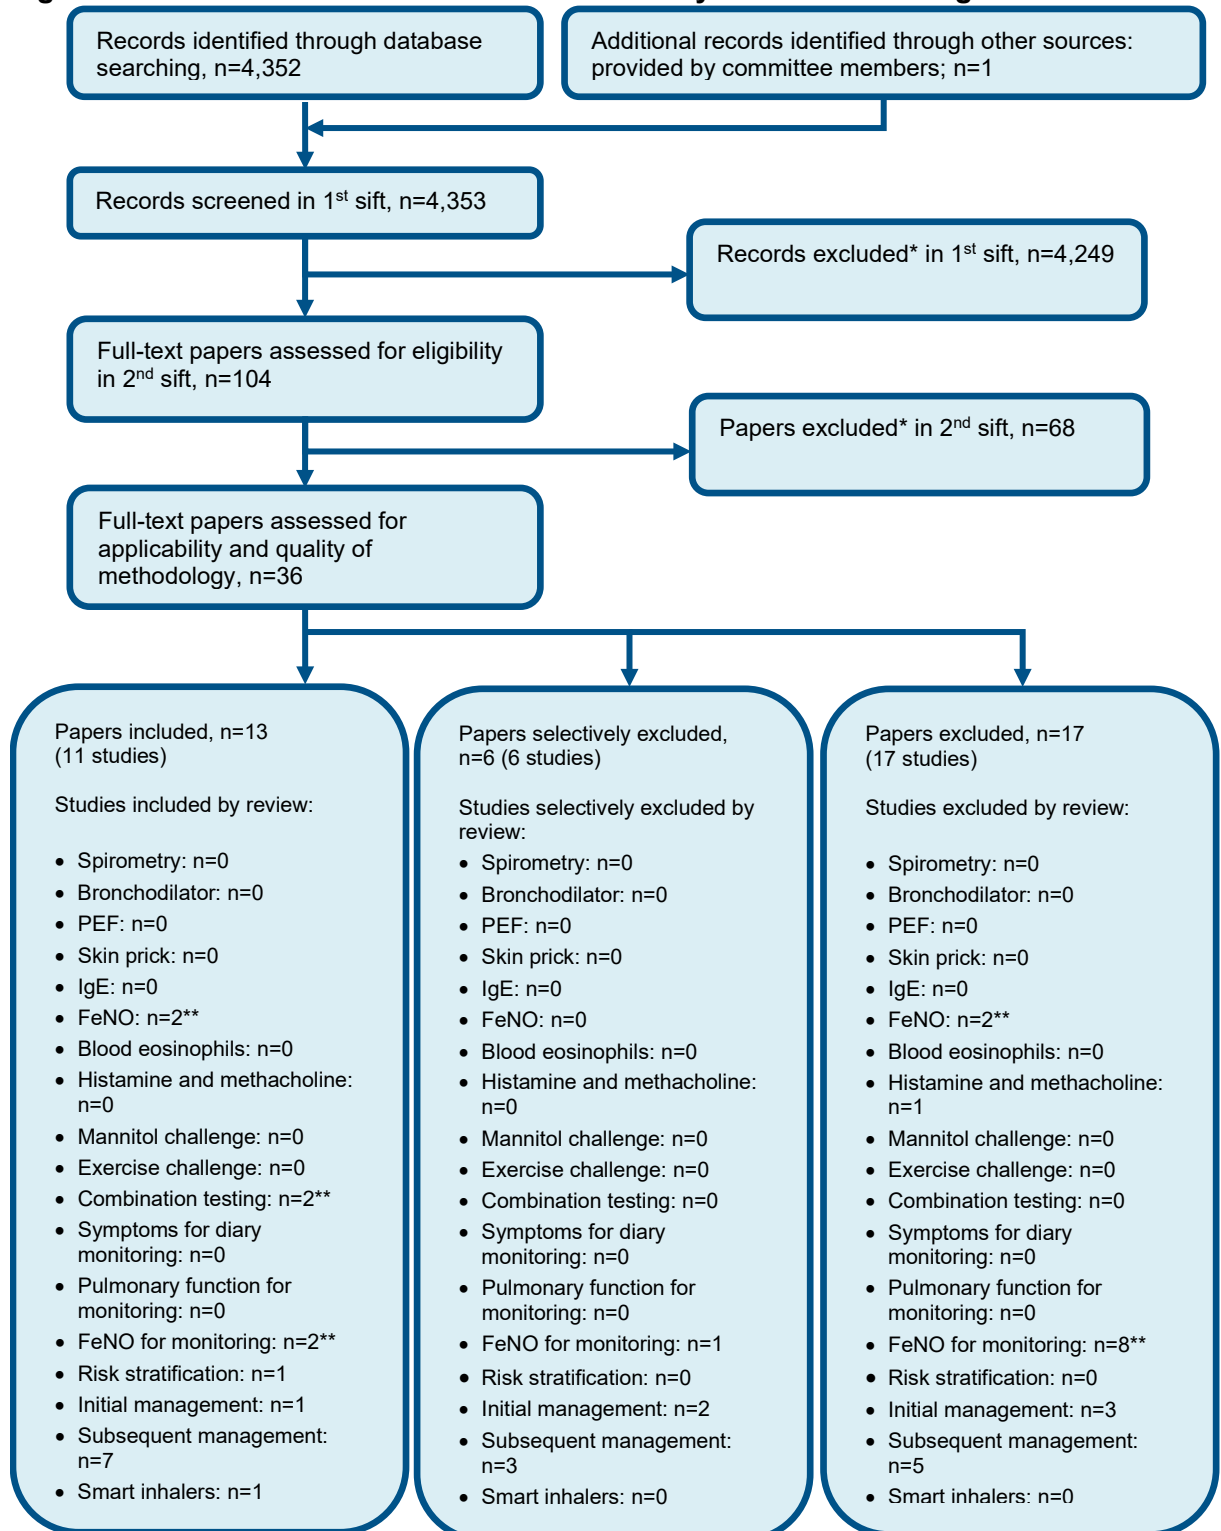 Records identified through database
searching, n=4,352
Additional records identified through other sources:
provided by committee members; n=1
Records screened in 1st sift, n=4,353
Records excluded* in 1st sift, n=4,249
Full-text papers assessed for eligibility
in 2nd sift, n=104
Papers excluded* in 2nd sift, n=68
Full-text papers assessed for
applicability and quality of
methodology, n=36
Papers included, n=13
(11 studies)
Studies included by review:
• Spirometry: n=0
• Bronchodilator: n=0
• PEF: n=0
• Skin prick: n=0
• IgE: n=0
• FeNO: n=2**
• Blood eosinophils: n=0
• Histamine and methacholine:
n=0
• Mannitol challenge: n=0
• Exercise challenge: n=0
• Combination testing: n=2**
• Symptoms for diary
monitoring: n=0
• Pulmonary function for
monitoring: n=0
• FeNO for monitoring: n=2**
• Risk stratification: n=1
• Initial management: n=1
• Subsequent management:
n=7
• Smart inhalers: n=1
Papers selectively excluded,
n=6 (6 studies)
Studies selectively excluded by
review:
• Spirometry: n=0
• Bronchodilator: n=0
• PEF: n=0
• Skin prick: n=0
• IgE: n=0
• FeNO: n=0
• Blood eosinophils: n=0
• Histamine and methacholine:
n=0
• Mannitol challenge: n=0
• Exercise challenge: n=0
• Combination testing: n=0
• Symptoms for diary
monitoring: n=0
• Pulmonary function for
monitoring: n=0
• FeNO for monitoring: n=1
• Risk stratification: n=0
• Initial management: n=2
• Subsequent management:
n=3
• Smart inhalers: n=0
Papers excluded, n=17
(17 studies)
Studies excluded by review:
• Spirometry: n=0
• Bronchodilator: n=0
• PEF: n=0
• Skin prick: n=0
• IgE: n=0
• FeNO: n=2**
• Blood eosinophils: n=0
• Histamine and methacholine:
n=1
• Mannitol challenge: n=0
• Exercise challenge: n=0
• Combination testing: n=0
• Symptoms for diary
monitoring: n=0
• Pulmonary function for
monitoring: n=0
• FeNO for monitoring: n=8**
• Risk stratification: n=0
• Initial management: n=3
• Subsequent management:
n=5
• Smart inhalers: n=0